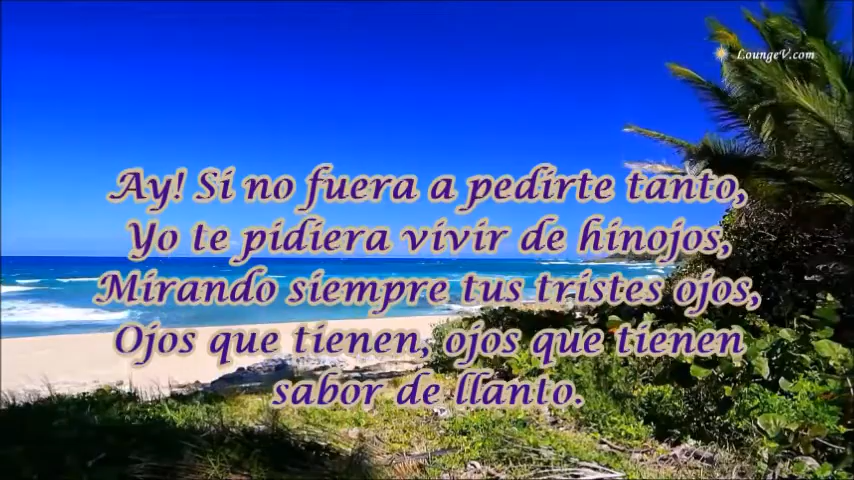 LoungeV.com
Ay! Si no fuera a pedirte tanto,
Yo te pidiera vivir de hinojos,
Mirando siempre tus tristes ojos,
Ojos que tienen, ojos que tienen
sabor de llanto.